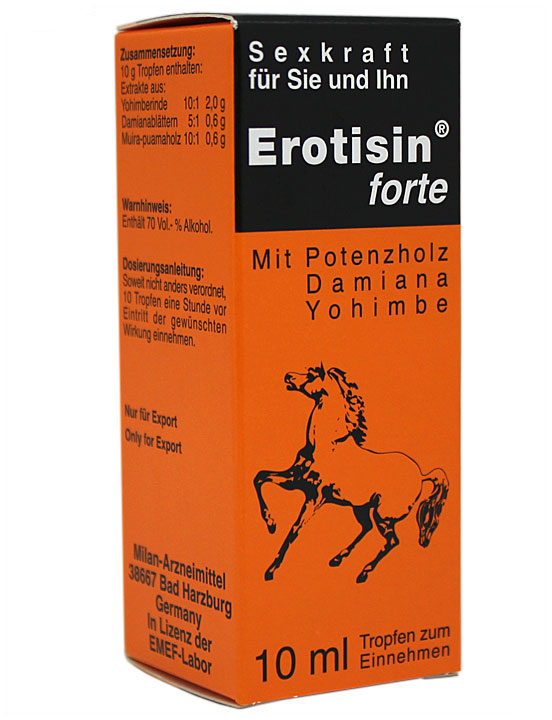 Zusammensetzung:
10 g Tropfen enthalten:
Extrakte aus:
Yohimberinde 10:1 2,0 g
Damianablättern 5:1 0,6 g
Muira-puamaholz 10:1 0,6 g
Warnhinweis:
Enthält 70 Vol.- % Alkohol.
Dosierungsanleitung:
Soweit nicht anders verordnet,
10 Tropfen eine Stunde vor
Eintritt der gewünschten
Wirkung einnehmen.
Nur für Export
Only for Export
Milan-Arzneimittel
38667 Bad Harzburg
Germany
In Lizenz der
EMEF-Labor
Sexkraft
für Sie und Ihn
Erotisin®
forte
Mit Potenzholz
Damiana
Yohimbe
10 ml Tropfen zum
Einnehmen